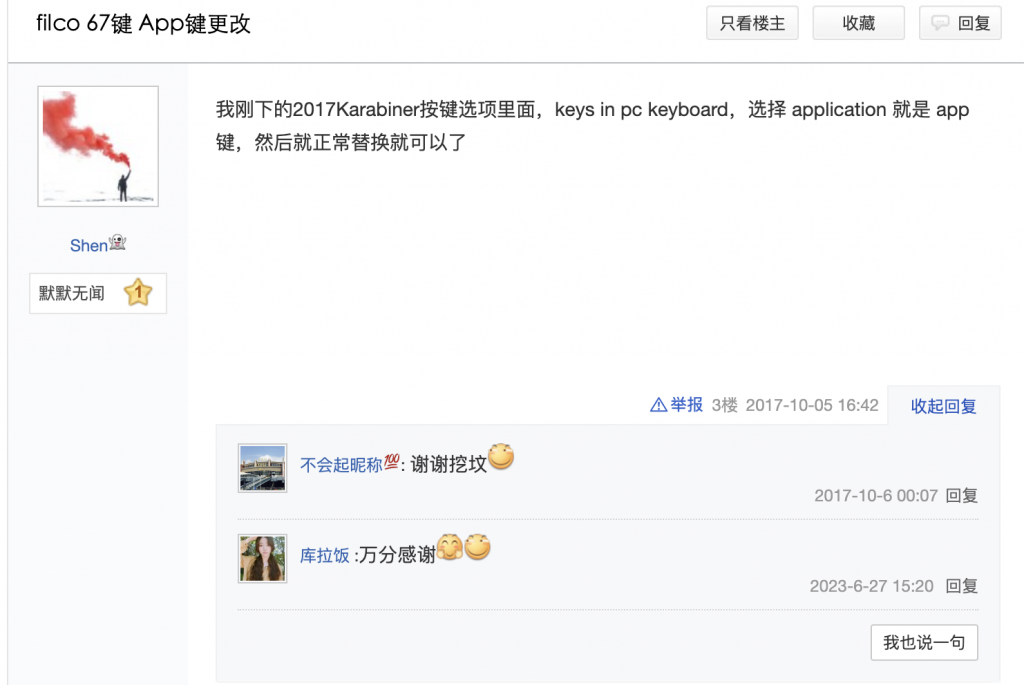 filco 67键 App键更改
只看楼主
收藏
回复
我刚下的2017Karabiner按键选项里面，keys in pc keyboard，选择 application 就是 app
键，然后就正常替换就可以了
Shen
默默无闻 1
举报 3楼 2017-10-05 16:42 收起回复
不会起昵称💯: 谢谢挖坟
2017-10-6 00:07 回复
库拉饭 :万分感谢
2023-6-27 15:20 回复
我也说一句